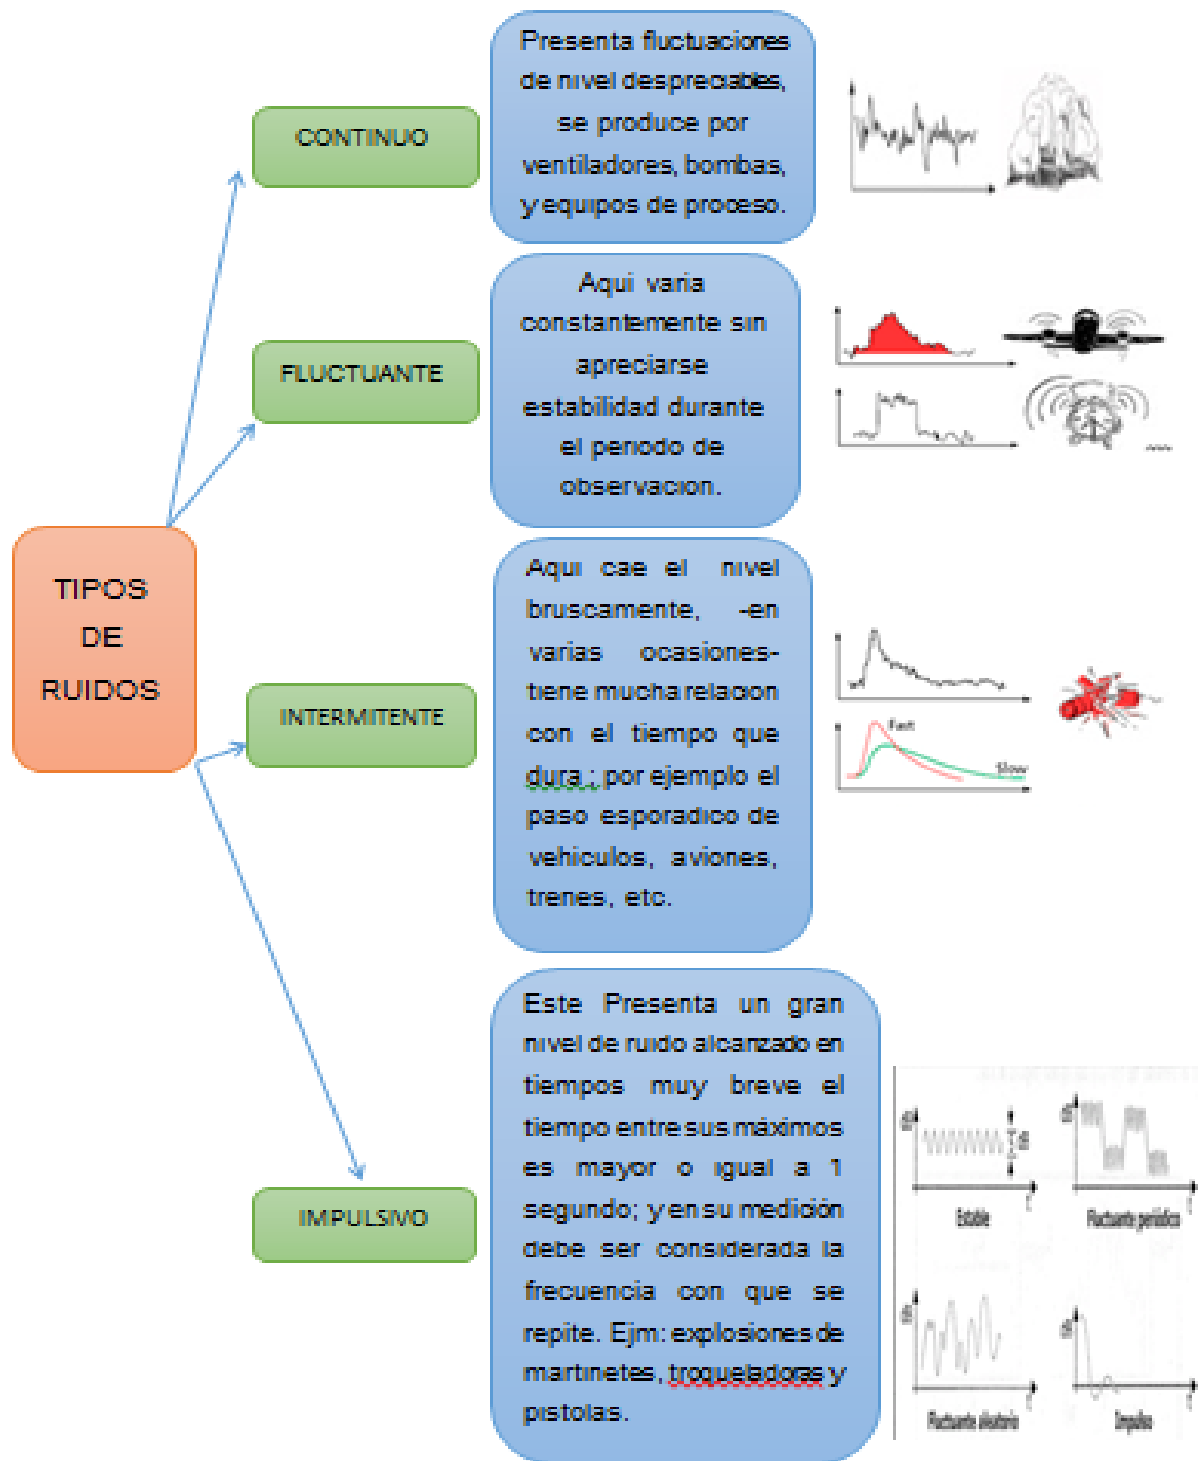 TIPOS
DE
RUIDOS
CONTINUO
Presenta fluctuaciones
de nivel despreciables,
se produce por
ventiladores, bombas,
y equipos de proceso.
FLUCTUANTE
Aqui varia
constantemente sin
apreciarse
estabilidad durante
el periodo de
observacion.
INTERMITENTE
Aqui cae el nivel
bruscamente, -en
varias ocasiones-
tiene mucha relacion
con el tiempo que
dura ; por ejemplo el
paso esporadico de
vehiculos, aviones,
trenes, etc.
Fast
Slow
IMPULSIVO
Este Presenta un gran
nivel de ruido alcanzado en
tiempos muy breve el
tiempo entre sus máximos
es mayor o igual a 1
segundo; y en su medición
debe ser considerada la
frecuencia con que se
repite. Ejm: explosiones de
martinetes, troqueladoras y
pistolas.
Estable
Fluctuante periódico
Fluctuante aleatorio
Impulso